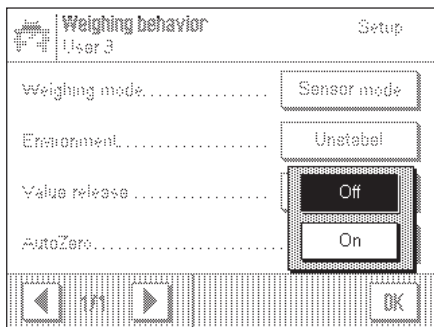 Weighing behavior
User 3
Setup
Weighing mode................ Sensor mode
Environment................... Unstabel
Value release ................
Off
On
AutoZero......................
1/1
OK